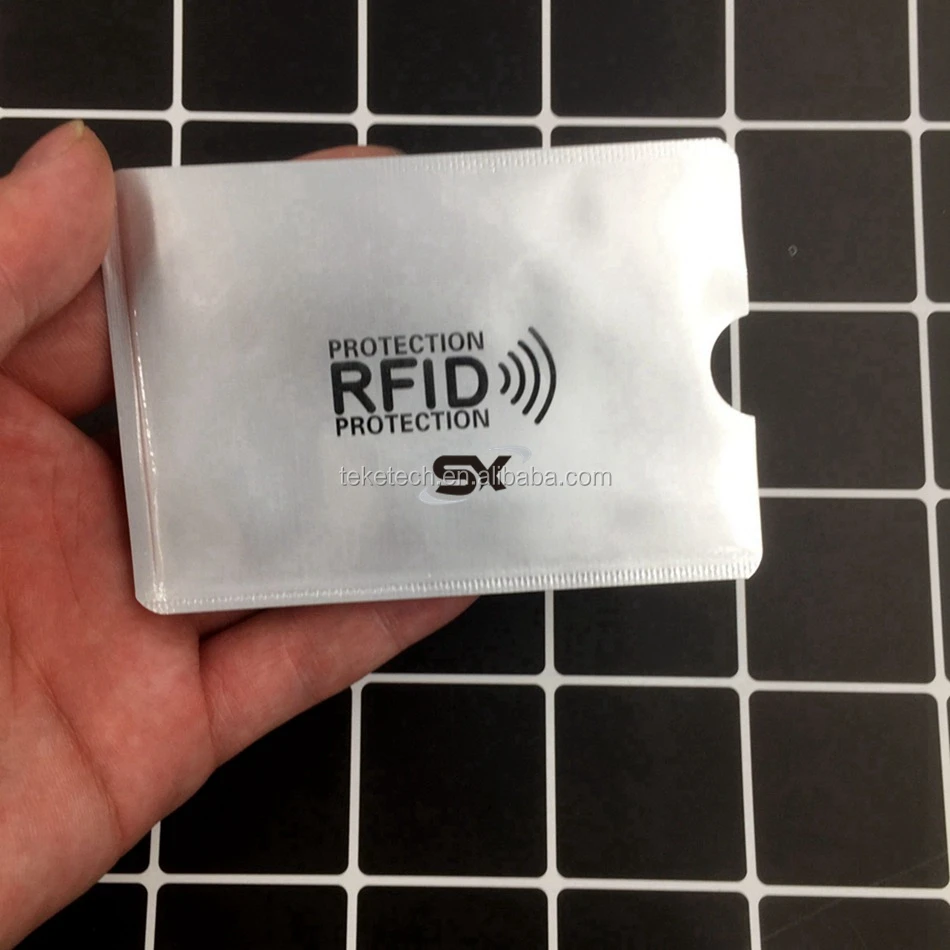 PROTECTION
RFID
PROTECTION
SX
teketech.en.alibaba.com